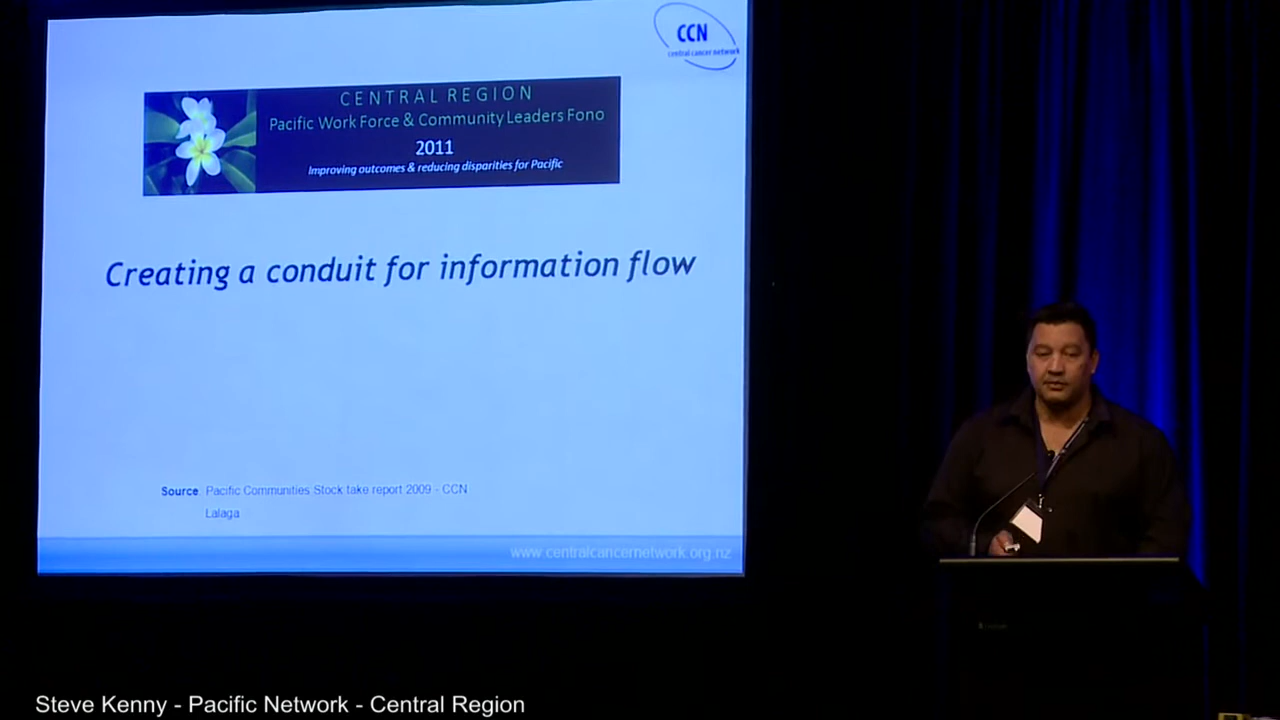 CCN
central cancer network
CENTRAL REGION
Pacific Work Force & Community Leaders Fono
2011
Improving outcomes & reducing disparities for Pacific
Creating a conduit for information flow
Source: Pacific Communities Stock take report 2009 - CCN
Lalaga
www.centralcancernetwork.org.nz
Steve Kenny - Pacific Network - Central Region